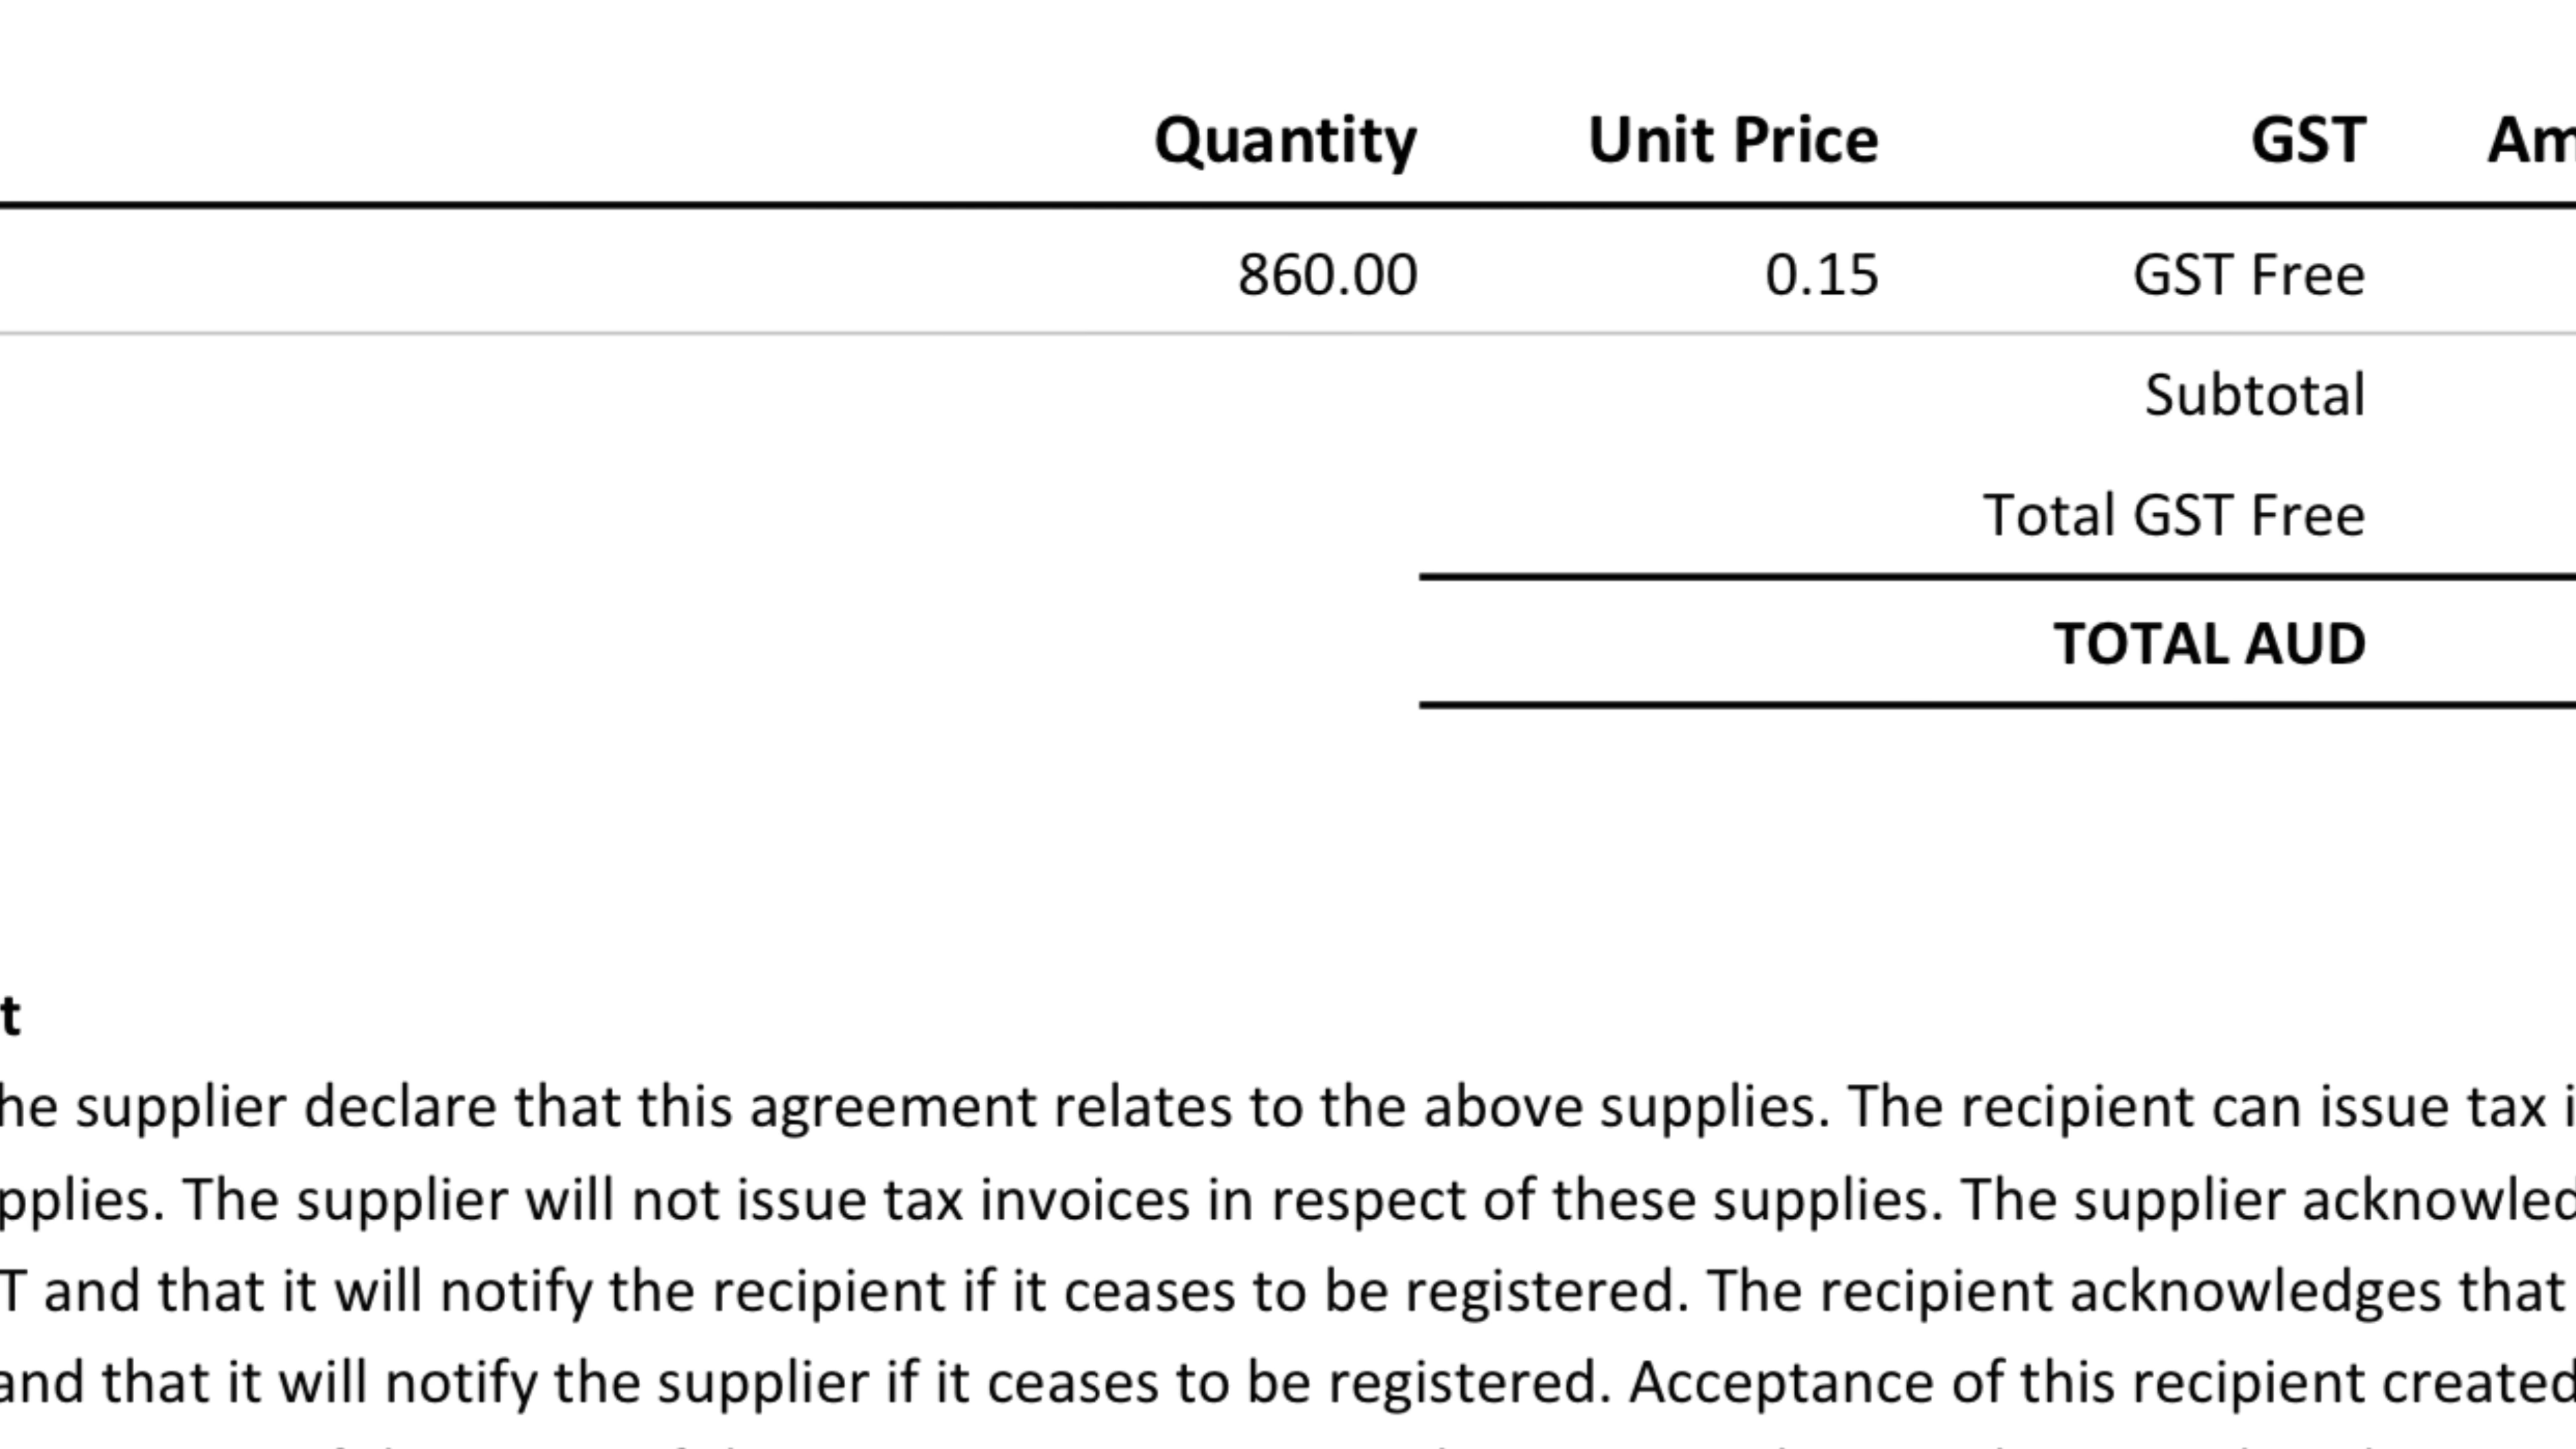 Quantity Unit Price GST Am
860.00 0.15 GST Free
Subtotal
Total GST Free
TOTAL AUD
t
he supplier declare that this agreement relates to the above supplies. The recipient can issue tax i
pplies. The supplier will not issue tax invoices in respect of these supplies. The supplier acknowled
T and that it will notify the recipient if it ceases to be registered. The recipient acknowledges that
and that it will notify the supplier if it ceases to be registered. Acceptance of this recipient created